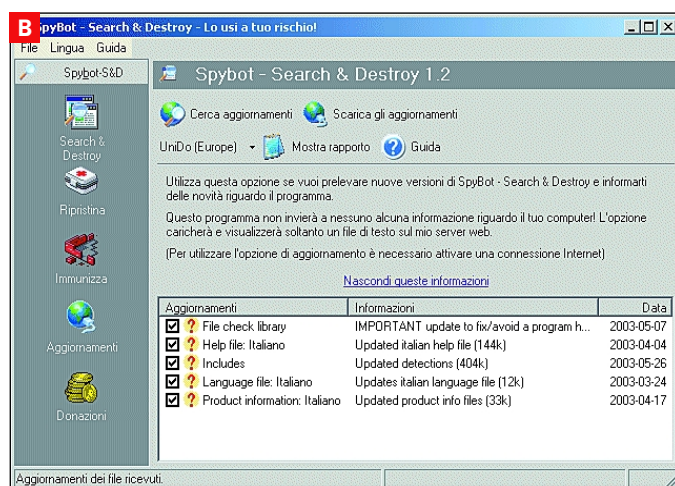 B
SpyBot - Search & Destroy - Lo usi a tuo rischio!
File Lingua Guida
Spybot-S&D
Search &
Destroy
Ripristina
Immunizza
Aggiornamenti
Donazioni
Spybot - Search & Destroy 1.2
Cerca aggiornamenti Scarica gli aggiornamenti
UniDo (Europe) Mostra rapporto Guida
Utilizza questa opzione se vuoi prelevare nuove versioni di SpyBot - Search & Destroy e informarti
delle novità riguardo il programma.
Questo programma non invierà a nessuno alcuna informazione riguardo il tuo computer! L'opzione
caricherà e visualizzerà soltanto un file di testo sul mio server web.
(Per utilizzare l'opzione di aggiornamento è necessario attivare una connessione Internet)
Nascondi queste informazioni
Aggiornamenti Informazioni Data
File check library IMPORTANT update to fix/avoid a program h... 2003-05-07
Help file: Italiano Updated italian help file (144k) 2003-04-04
Includes Updated detections (404k) 2003-05-26
Language file: Italiano Updates italian language file (12k) 2003-03-24
Product information: Italiano Updated product info files (33k) 2003-04-17
Aggiornamenti dei file ricevuti.